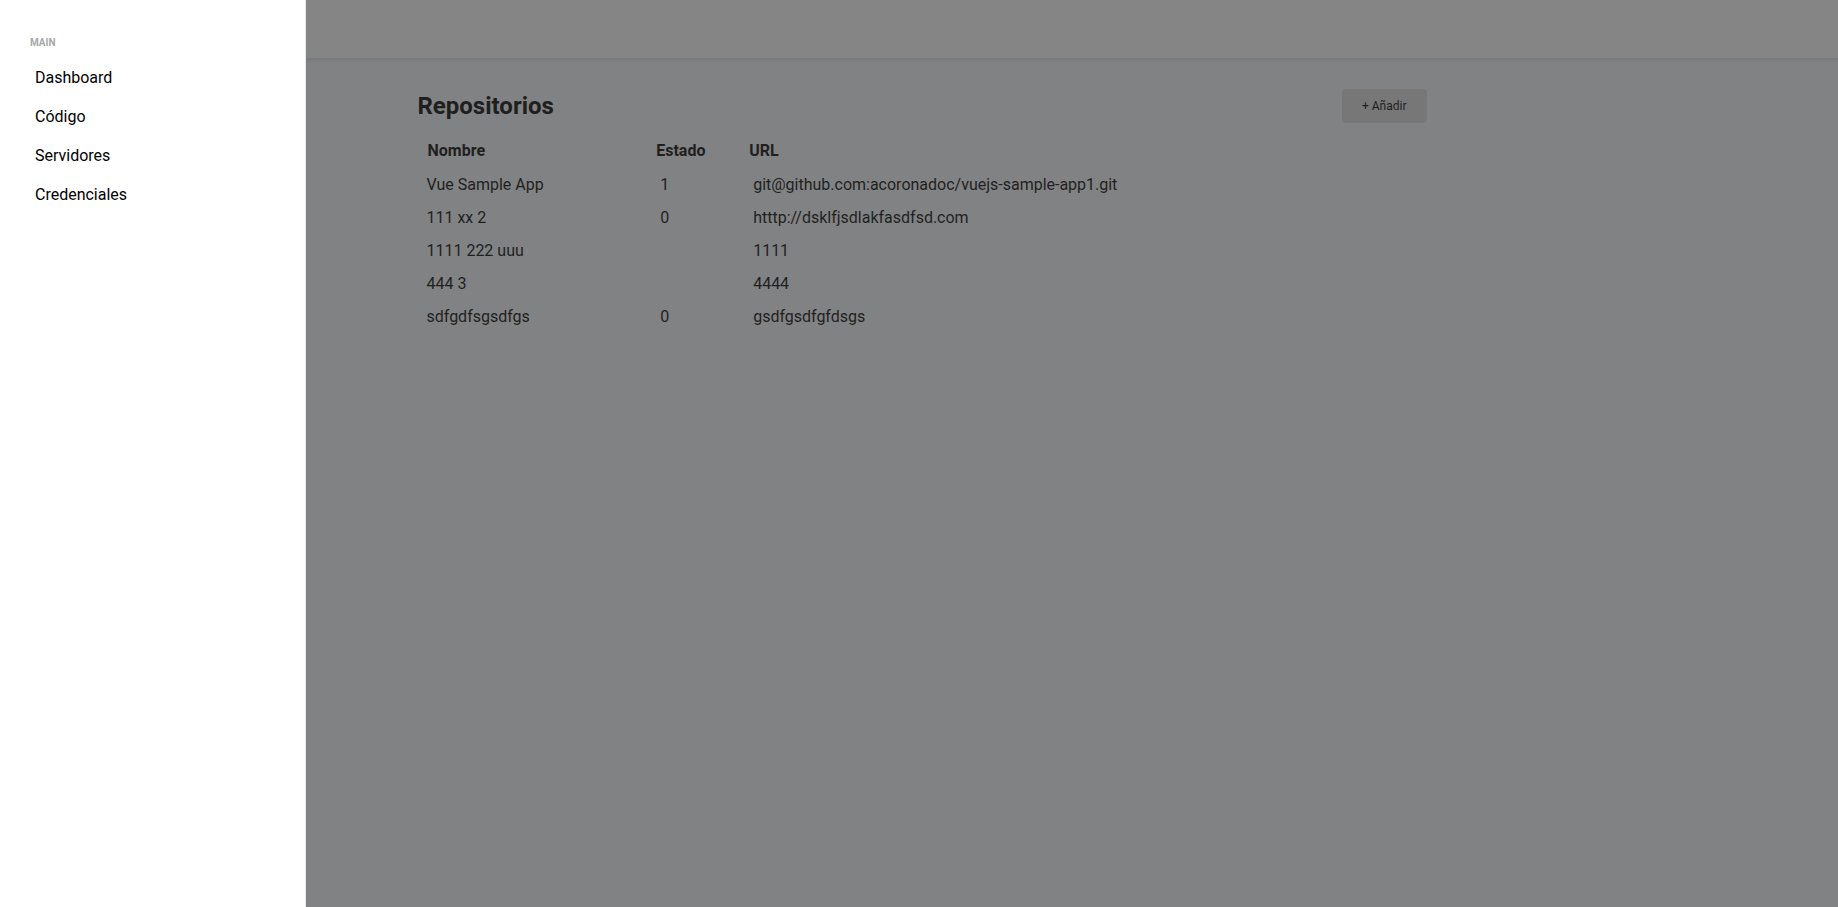 MAIN
Dashboard
Código
Servidores
Credenciales
Repositorios + Añadir
Nombre Estado URL
Vue Sample App 1 git@github.com:acoronadoc/vuejs-sample-app1.git
111 xx 2 0 htttp://dsklfjsdlakfasdfsd.com
1111 222 uuu 1111
444 3 4444
sdfgdfsgsdfgs 0 gsdfgsdfgfdsgs